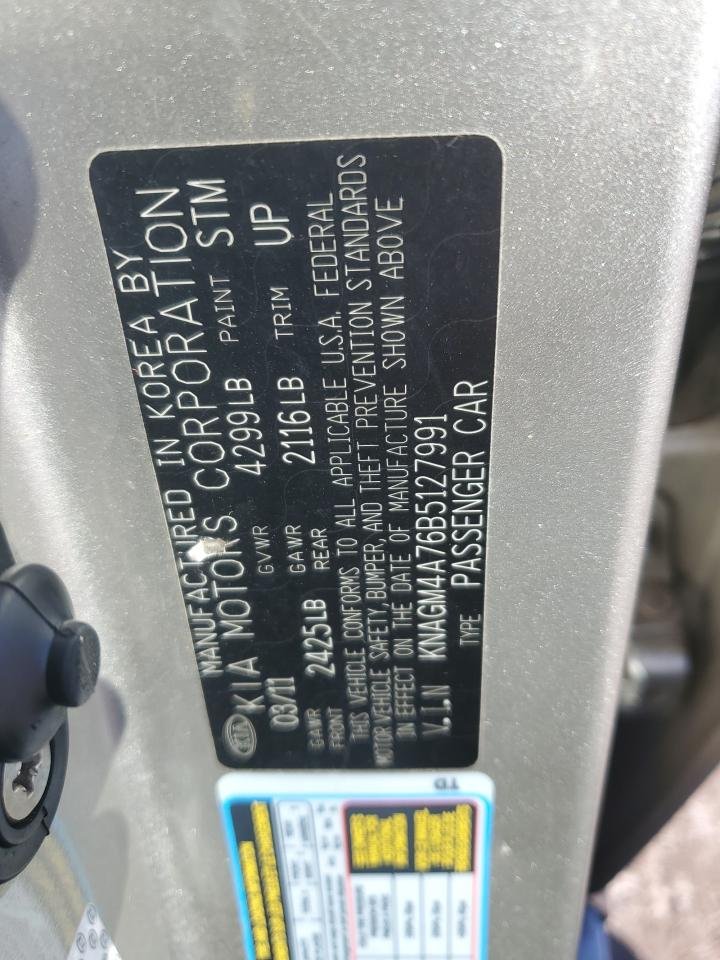 MANUFACTURED IN KOREA BY
KIA KIA MOTORS CORPORATION
03/11 GVWR 4299LB PAINT STM
GAWR FRONT 2425LB GAWR REAR 2116LB TRIM UP
THIS VEHICLE CONFORMS TO ALL APPLICABLE U.S.A. FEDERAL
MOTOR VEHICLE SAFETY, BUMPER, AND THEFT PREVENTION STANDARDS
IN EFFECT ON THE DATE OF MANUFACTURE SHOWN ABOVE
V.I.N KNAGM4A76B5127991
TYPE PASSENGER CAR
TD